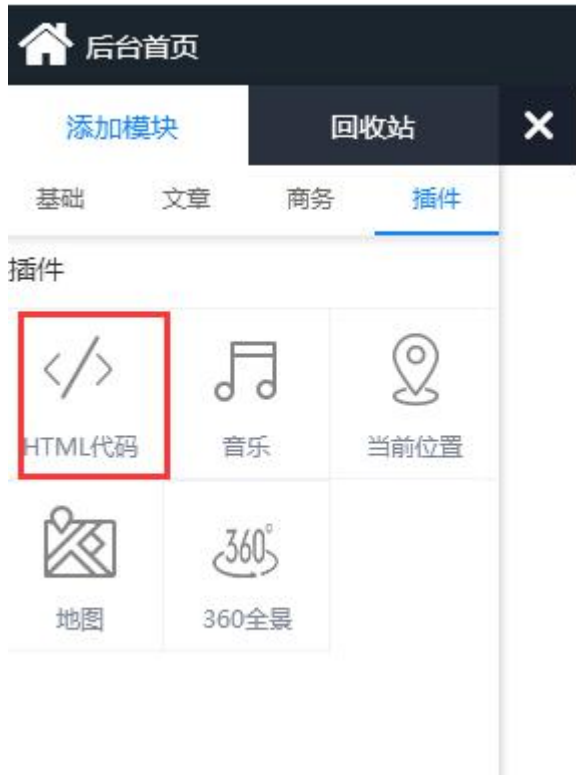 后台首页
添加模块 回收站
基础 文章 商务 插件
插件
HTML代码 音乐 当前位置
360°
地图 360全景